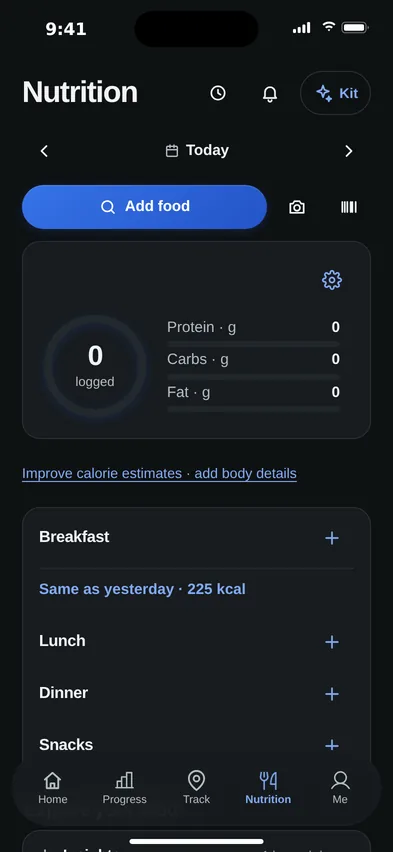 9:41
Nutrition
Kit
Today
Add food
Protein · g 0
0
Carbs · g 0
logged
Fat · g 0
Improve calorie estimates · add body details
Breakfast
Same as yesterday · 225 kcal
Lunch
Dinner
Snacks
Home Progress Track Nutrition Me